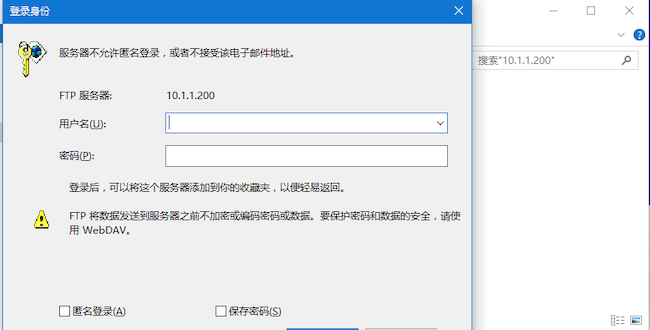 登录身份
服务器不允许匿名登录，或者不接受该电子邮件地址。
搜索"10.1.1.200"
FTP 服务器: 10.1.1.200
用户名(U):
密码(P):
登录后，可以将这个服务器添加到你的收藏夹，以便轻易返回。
FTP 将数据发送到服务器之前不加密或编码密码或数据。要保护密码和数据的安全，请使
用 WebDAV。
匿名登录(A) 保存密码(S)